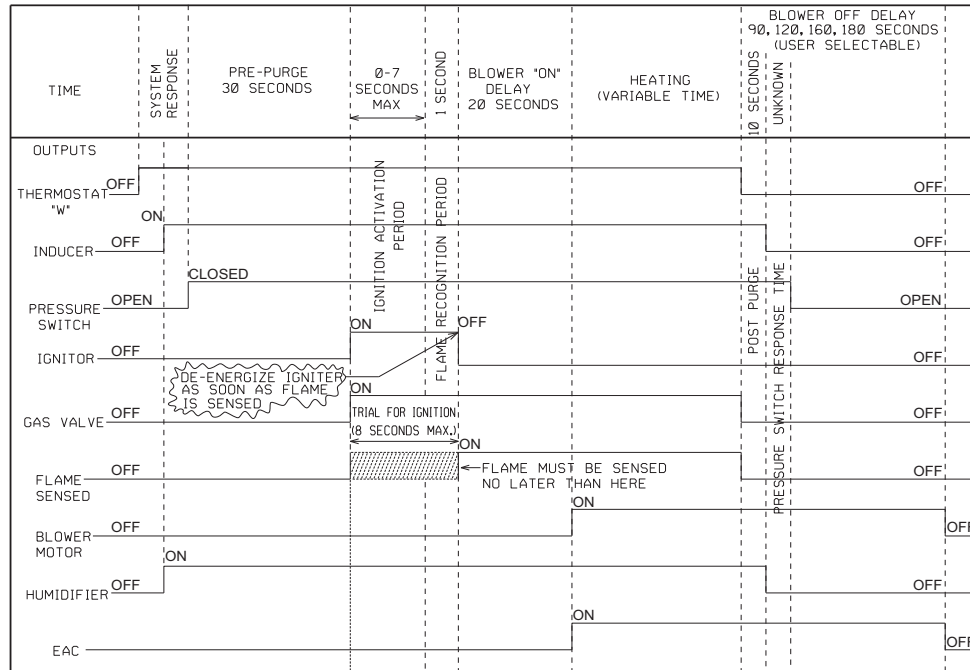 BLOWER OFF DELAY
90,120,160,180 SECONDS
(USER SELECTABLE)
TIME
SYSTEM
RESPONSE
PRE-PURGE
30 SECONDS
0-7
SECONDS
MAX
1 SECOND
BLOWER "ON"
DELAY
20 SECONDS
HEATING
(VARIABLE TIME)
10 SECONDS
UNKNOWN
OUTPUTS
THERMOSTAT
"W"
OFF
OFF
INDUCER
OFF
ON
OFF
PRESSURE
SWITCH
OPEN
CLOSED
OPEN
IGNITION ACTIVATION
PERIOD
FLAME RECOGNITION PERIOD
POST PURGE
PRESSURE SWITCH RESPONSE TIME
IGNITOR
OFF
ON
OFF
OFF
DE-ENERGIZE IGNITER
AS SOON AS FLAME
IS SENSED
GAS VALVE
OFF
ON
OFF
TRIAL FOR IGNITION
(8 SECONDS MAX.)
FLAME
SENSED
OFF
ON
OFF
FLAME MUST BE SENSED
NO LATER THAN HERE
BLOWER
MOTOR
OFF
ON
OFF
HUMIDIFIER
OFF
ON
OFF
EAC
ON
OFF